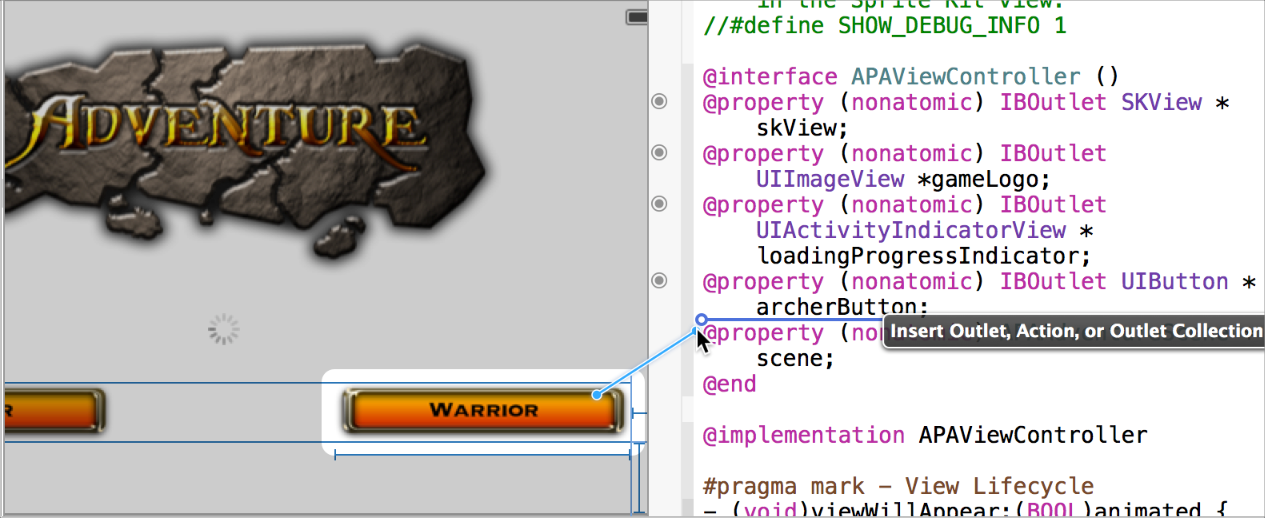 in the Sprite Kit view.
//#define SHOW_DEBUG_INFO 1
ADVENTURE
@interface APAViewController ()
@property (nonatomic) IBOutlet SKView *
skView;
@property (nonatomic) IBOutlet
UIImageView *gameLogo;
@property (nonatomic) IBOutlet
UIActivityIndicatorView *
loadingProgressIndicator;
@property (nonatomic) IBOutlet UIButton *
archerButton;
Insert Outlet, Action, or Outlet Collection
@property (no
scene;
@end
R
WARRIOR
@implementation APAViewController
#pragma mark - View Lifecycle
- (void)viewWillAppear:(BOOL)animated {